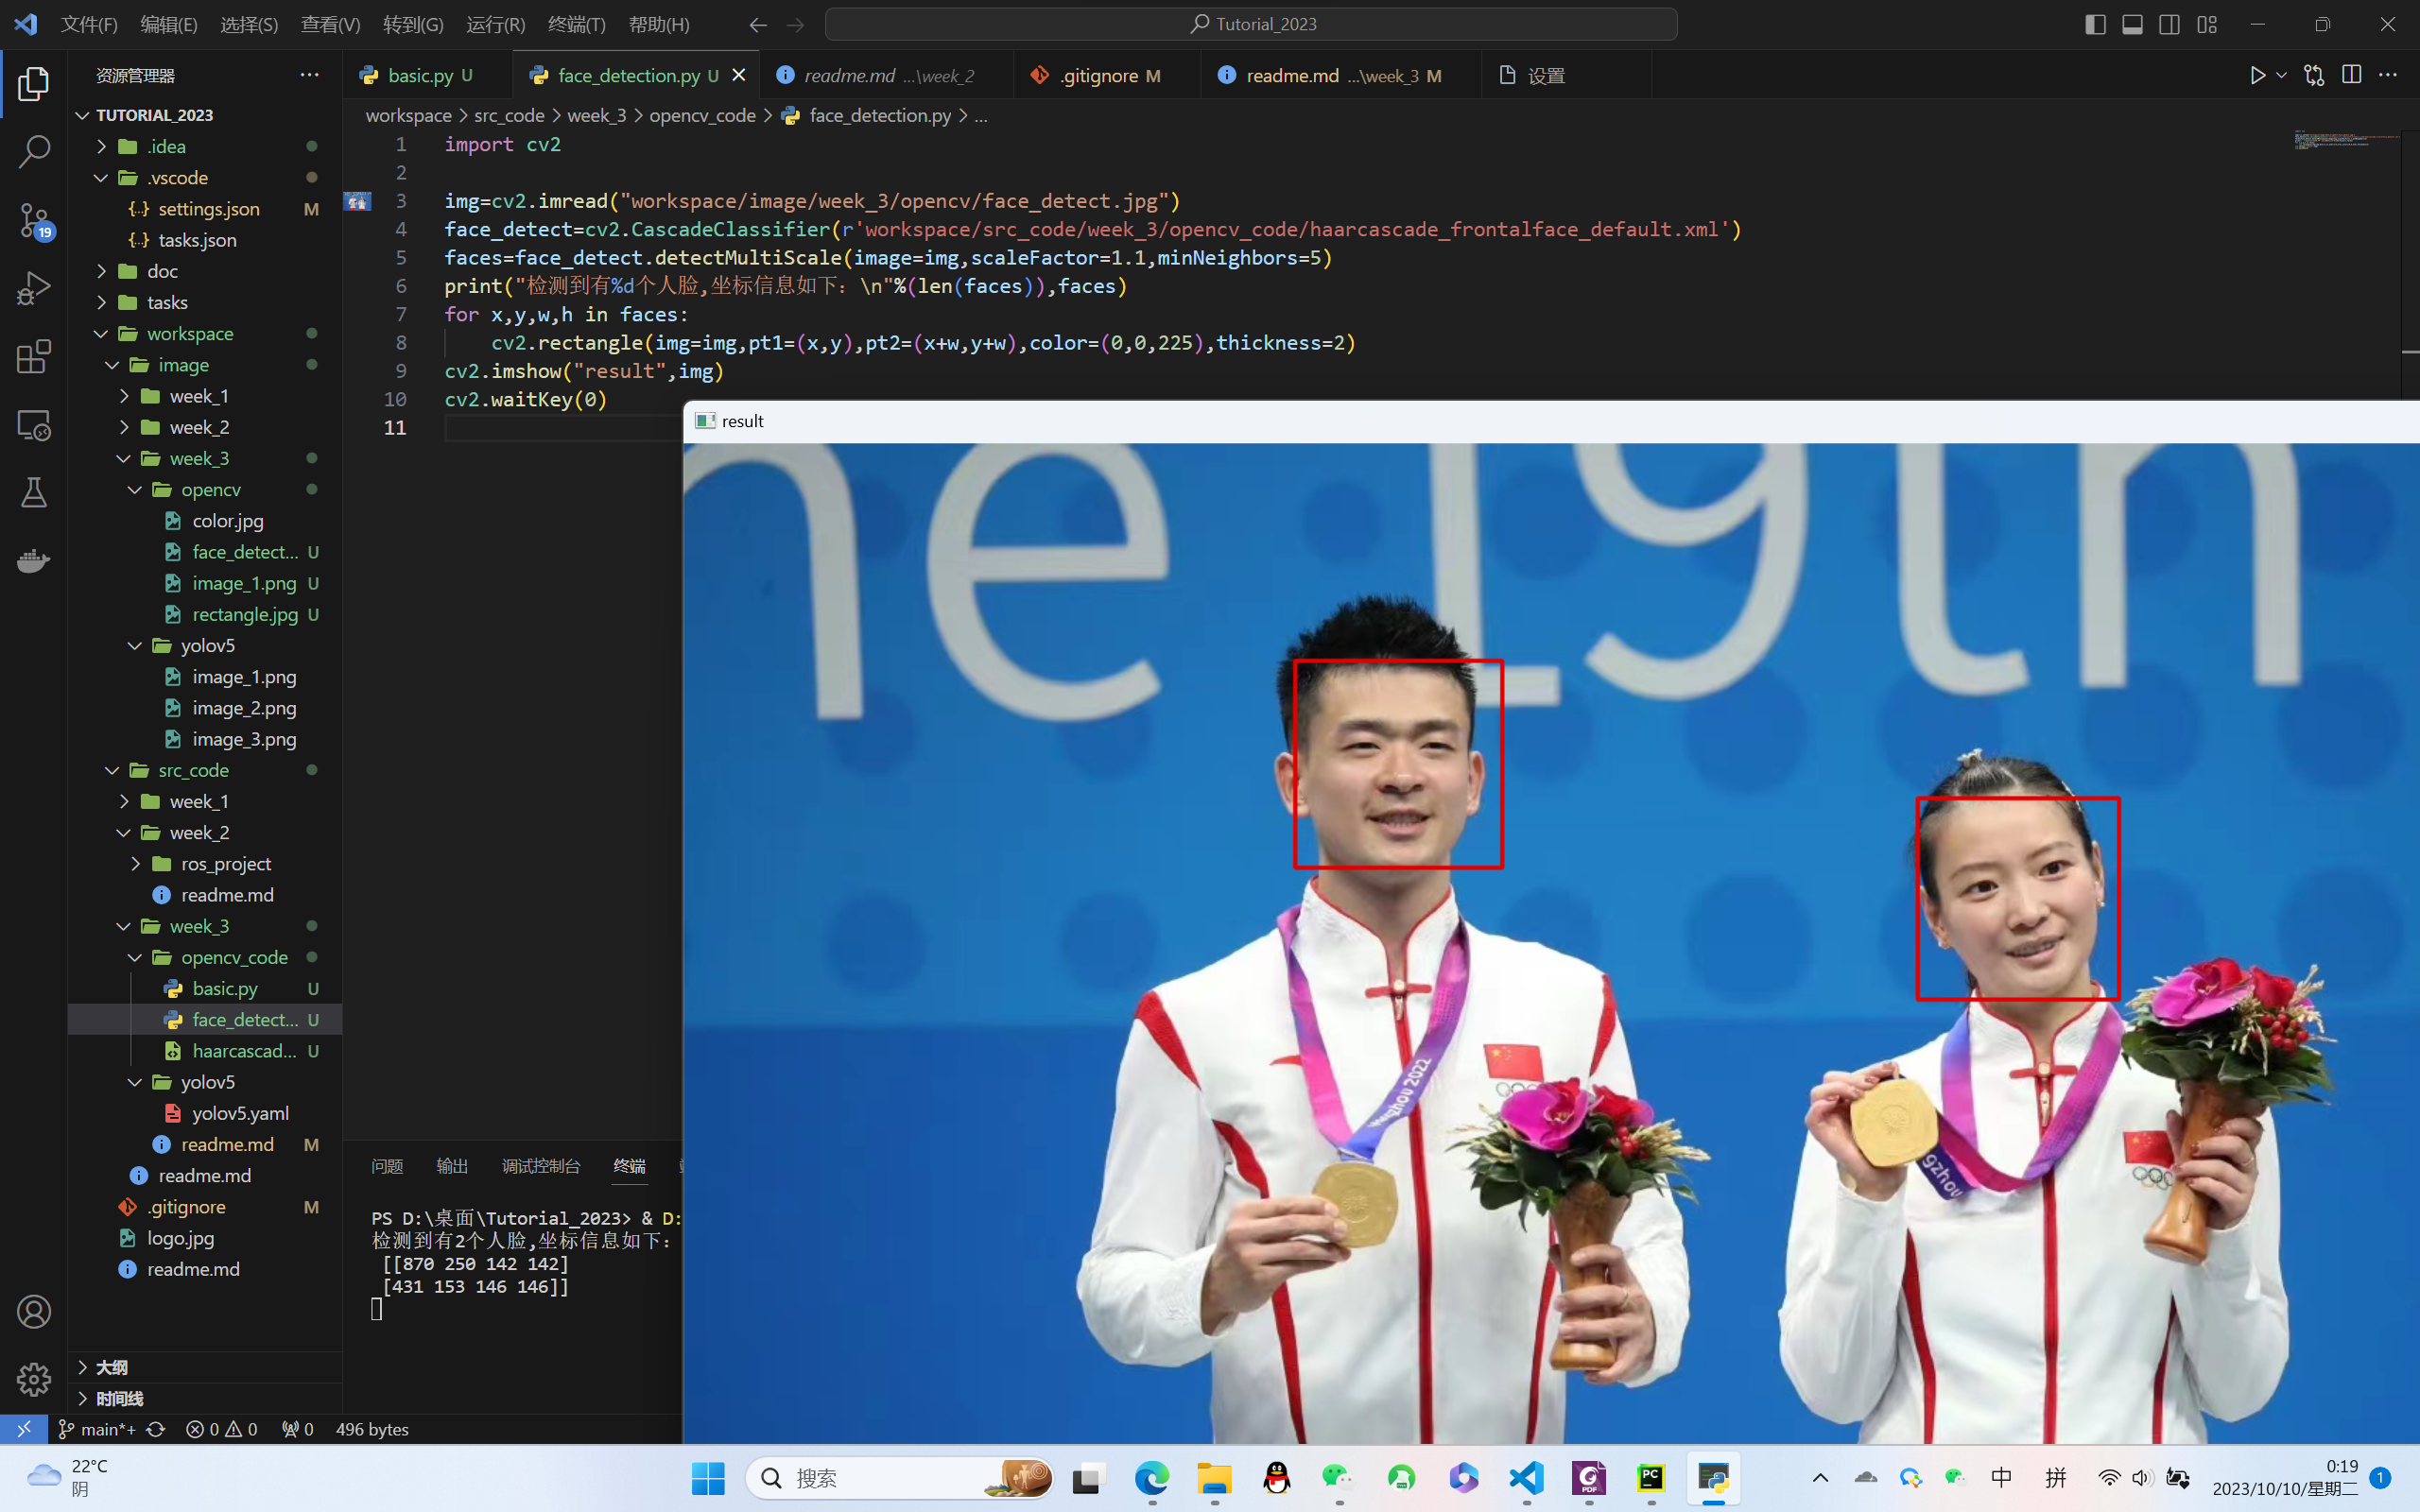 文件(F) 编辑(E) 选择(S) 查看(V) 转到(G) 运行(R) 终端(T) 帮助(H) Tutorial_2023
资源管理器
basic.py U face_detection.py U readme.md ...\week_2 .gitignore M readme.md ...\week_3 M 设置
workspace > src_code > week_3 > opencv_code > face_detection.py > ...
TUTORIAL_2023
.idea
.vscode
settings.json M
tasks.json
doc
tasks
workspace
image
week_1
week_2
week_3
opencv
color.jpg
face_detect... U
image_1.png U
rectangle.jpg U
yolov5
image_1.png
image_2.png
image_3.png
src_code
week_1
week_2
ros_project
readme.md
week_3
opencv_code
basic.py U
face_detect... U
haarcascad... U
yolov5
yolov5.yaml
readme.md M
readme.md
.gitignore M
logo.jpg
readme.md
大纲
时间线
19
1 import cv2
2
3 img=cv2.imread("workspace/image/week_3/opencv/face_detect.jpg")
4 face_detect=cv2.CascadeClassifier(r'workspace/src_code/week_3/opencv_code/haarcascade_frontalface_default.xml')
5 faces=face_detect.detectMultiScale(image=img,scaleFactor=1.1,minNeighbors=5)
6 print("检测到有%d个人脸,坐标信息如下：\n"%(len(faces)),faces)
7 for x,y,w,h in faces:
8 cv2.rectangle(img=img,pt1=(x,y),pt2=(x+w,y+w),color=(0,0,225),thickness=2)
9 cv2.imshow("result",img)
10 cv2.waitKey(0)
11
result
he 19th
Hangzhou 2022
gzhou
问题 输出 调试控制台 终端
PS D:\桌面\Tutorial_2023> & D:
检测到有2个人脸,坐标信息如下：
[[870 250 142 142]
[431 153 146 146]]
main*+ 0 0 0 496 bytes
22°C
阴
搜索
PDF
PC
中 拼
0:19
2023/10/10/星期二
1